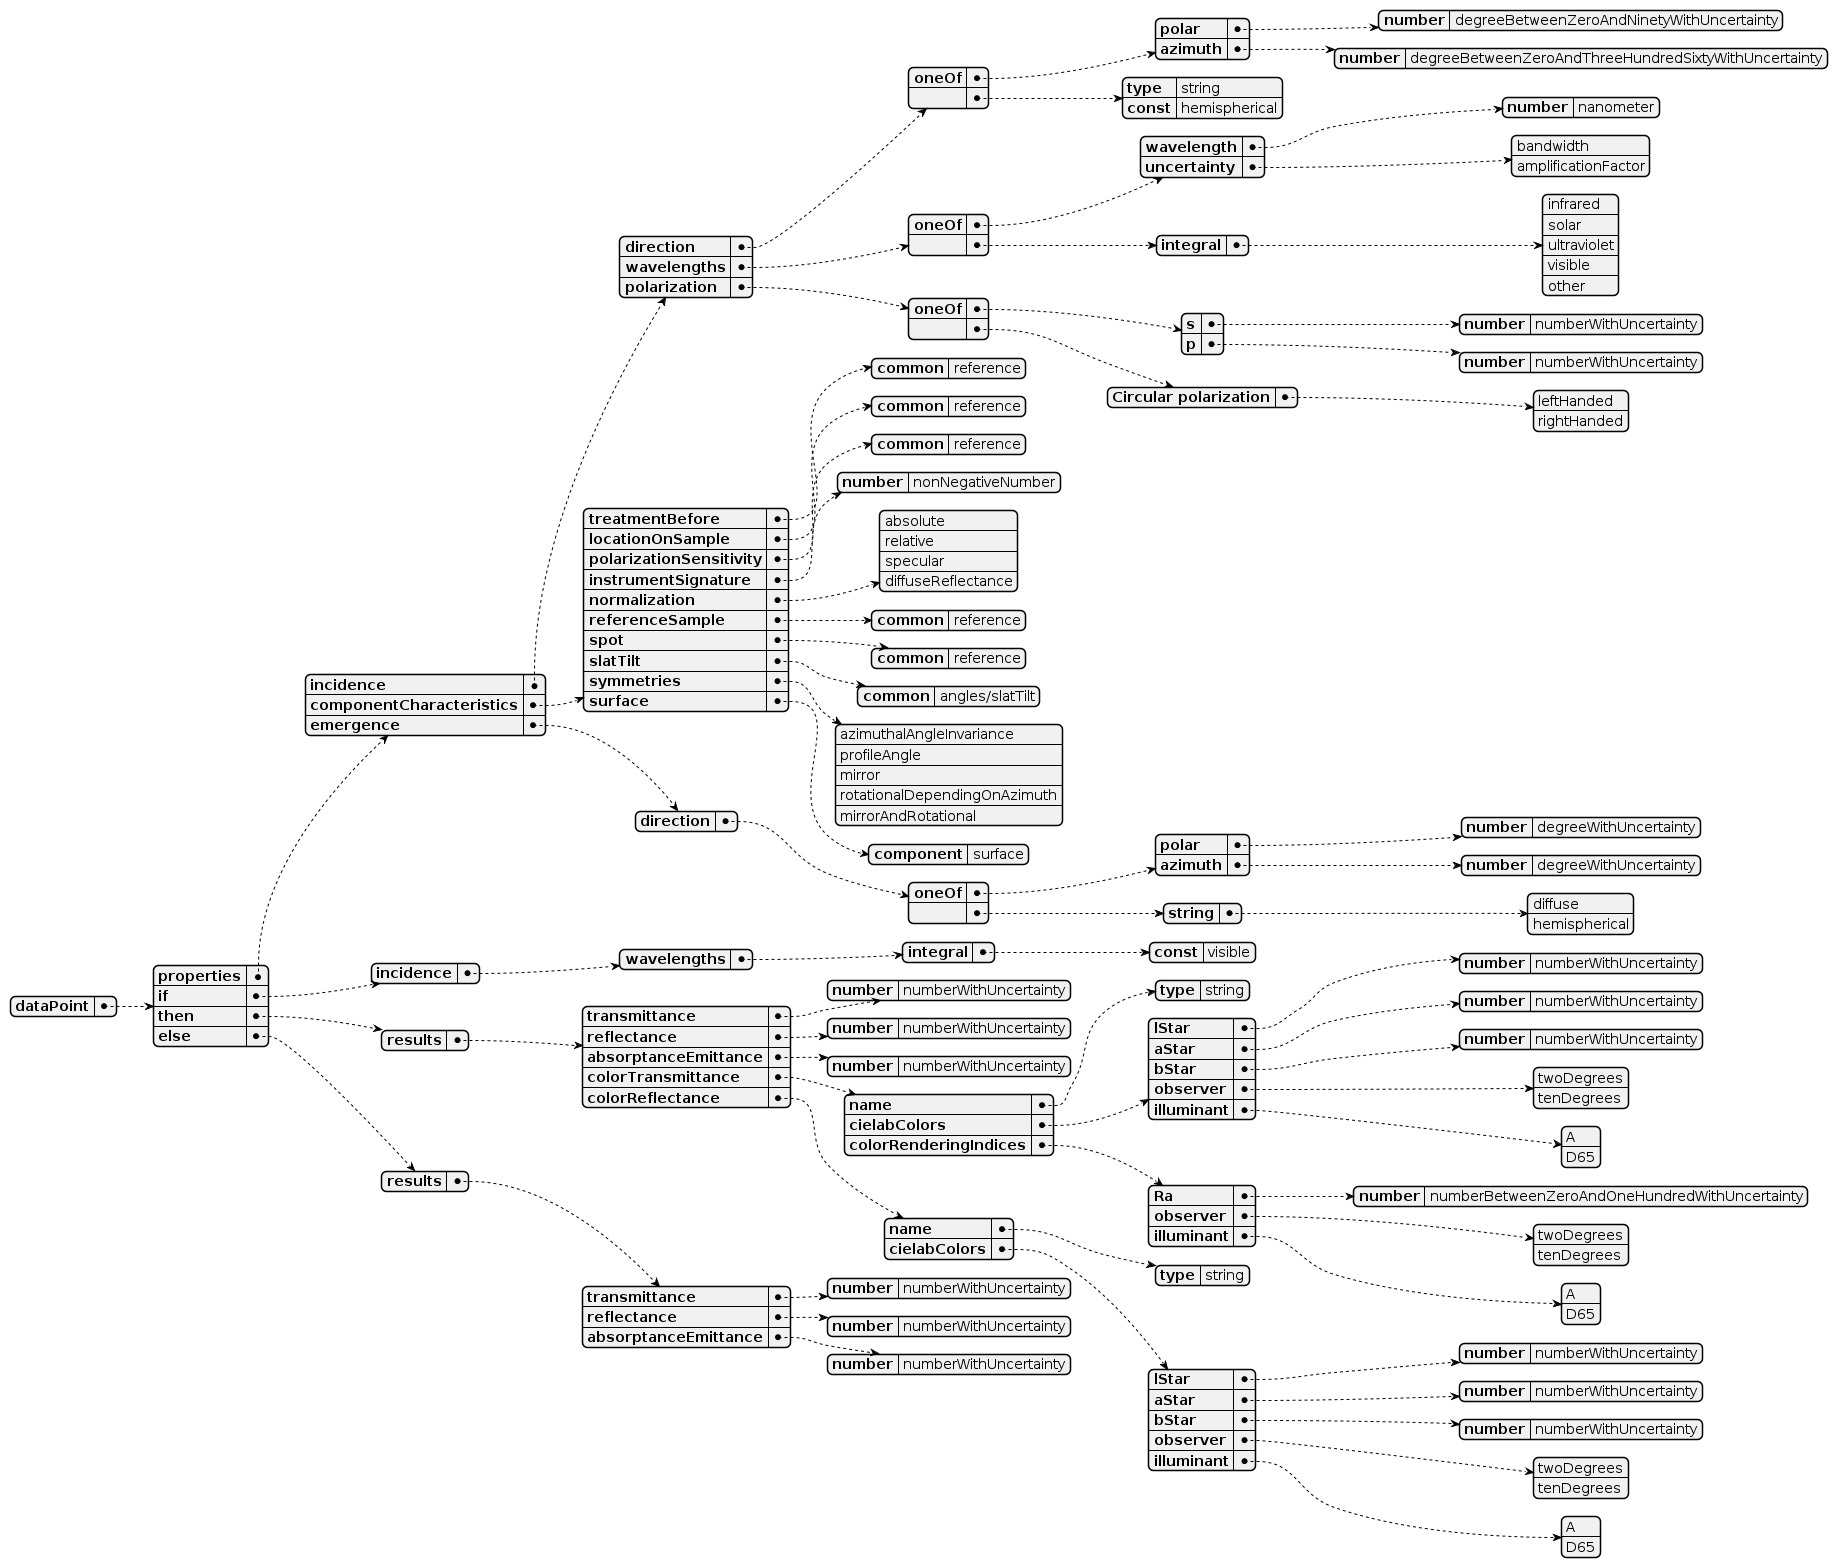 polar
azimuth
number degreeBetweenZeroAndNinetyWithUncertainty
number degreeBetweenZeroAndThreeHundredSixtyWithUncertainty
oneOf
type string
const hemispherical
number nanometer
wavelength
uncertainty
bandwidth
amplificationFactor
infrared
solar
ultraviolet
visible
other
oneOf
integral
direction
wavelengths
polarization
oneOf
s
p
number numberWithUncertainty
number numberWithUncertainty
Circular polarization
leftHanded
rightHanded
common reference
common reference
common reference
number nonNegativeNumber
treatmentBefore
locationOnSample
polarizationSensitivity
instrumentSignature
normalization
referenceSample
spot
slatTilt
symmetries
surface
absolute
relative
specular
diffuseReflectance
common reference
common reference
common angles/slatTilt
incidence
componentCharacteristics
emergence
azimuthalAngleInvariance
profileAngle
mirror
rotationalDependingOnAzimuth
mirrorAndRotational
direction
component surface
polar
azimuth
number degreeWithUncertainty
number degreeWithUncertainty
oneOf
string
diffuse
hemispherical
dataPoint
properties
if
then
else
incidence
wavelengths
integral
const visible
results
transmittance
reflectance
absorptanceEmittance
colorTransmittance
colorReflectance
number numberWithUncertainty
number numberWithUncertainty
number numberWithUncertainty
type string
lStar
aStar
bStar
observer
illuminant
number numberWithUncertainty
number numberWithUncertainty
number numberWithUncertainty
twoDegrees
tenDegrees
A
D65
name
cielabColors
colorRenderingIndices
Ra
observer
illuminant
number numberBetweenZeroAndOneHundredWithUncertainty
twoDegrees
tenDegrees
A
D65
results
name
cielabColors
type string
transmittance
reflectance
absorptanceEmittance
number numberWithUncertainty
number numberWithUncertainty
number numberWithUncertainty
lStar
aStar
bStar
observer
illuminant
number numberWithUncertainty
number numberWithUncertainty
number numberWithUncertainty
twoDegrees
tenDegrees
A
D65